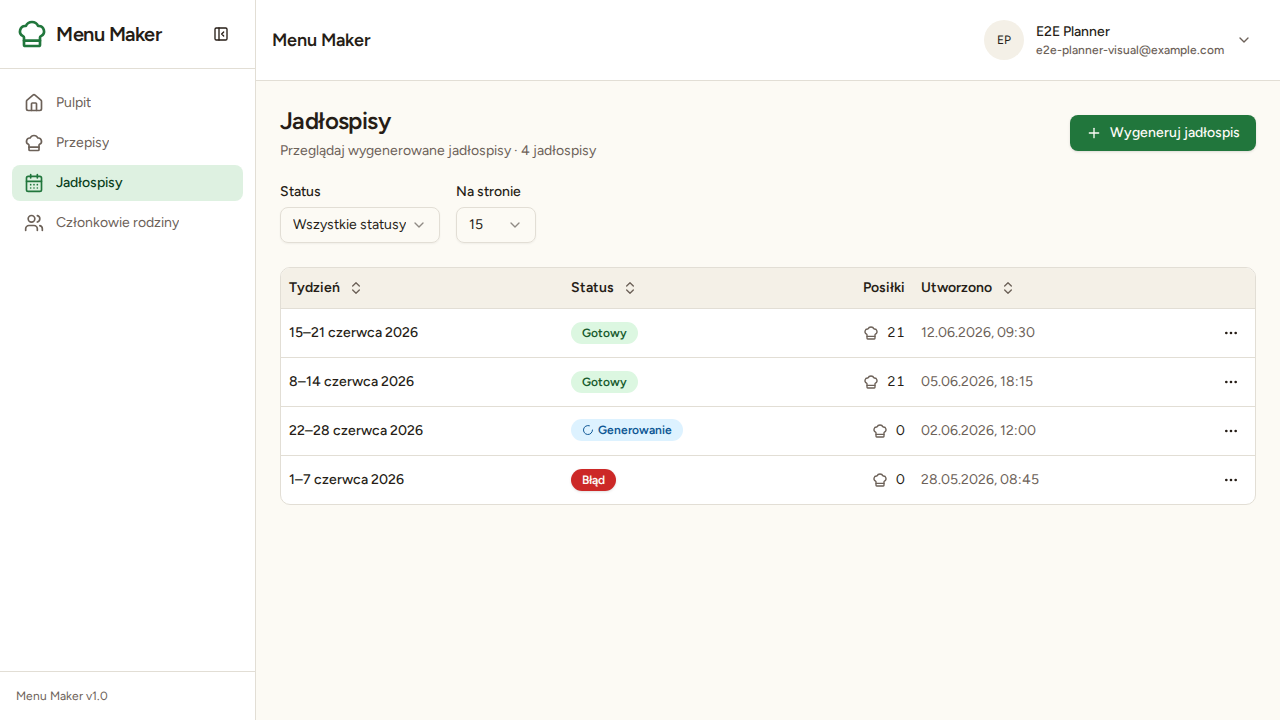 Menu Maker
Menu Maker
EP
E2E Planner
e2e-planner-visual@example.com
Pulpit
Przepisy
Jadłospisy
Członkowie rodziny
Jadłospisy
Przeglądaj wygenerowane jadłospisy · 4 jadłospisy
Wygeneruj jadłospis
Status
Na stronie
Wszystkie statusy
15
Tydzień
Status
Posiłki
Utworzono
15–21 czerwca 2026
Gotowy
21
12.06.2026, 09:30
8–14 czerwca 2026
Gotowy
21
05.06.2026, 18:15
22–28 czerwca 2026
Generowanie
0
02.06.2026, 12:00
1–7 czerwca 2026
Błąd
0
28.05.2026, 08:45
Menu Maker v1.0